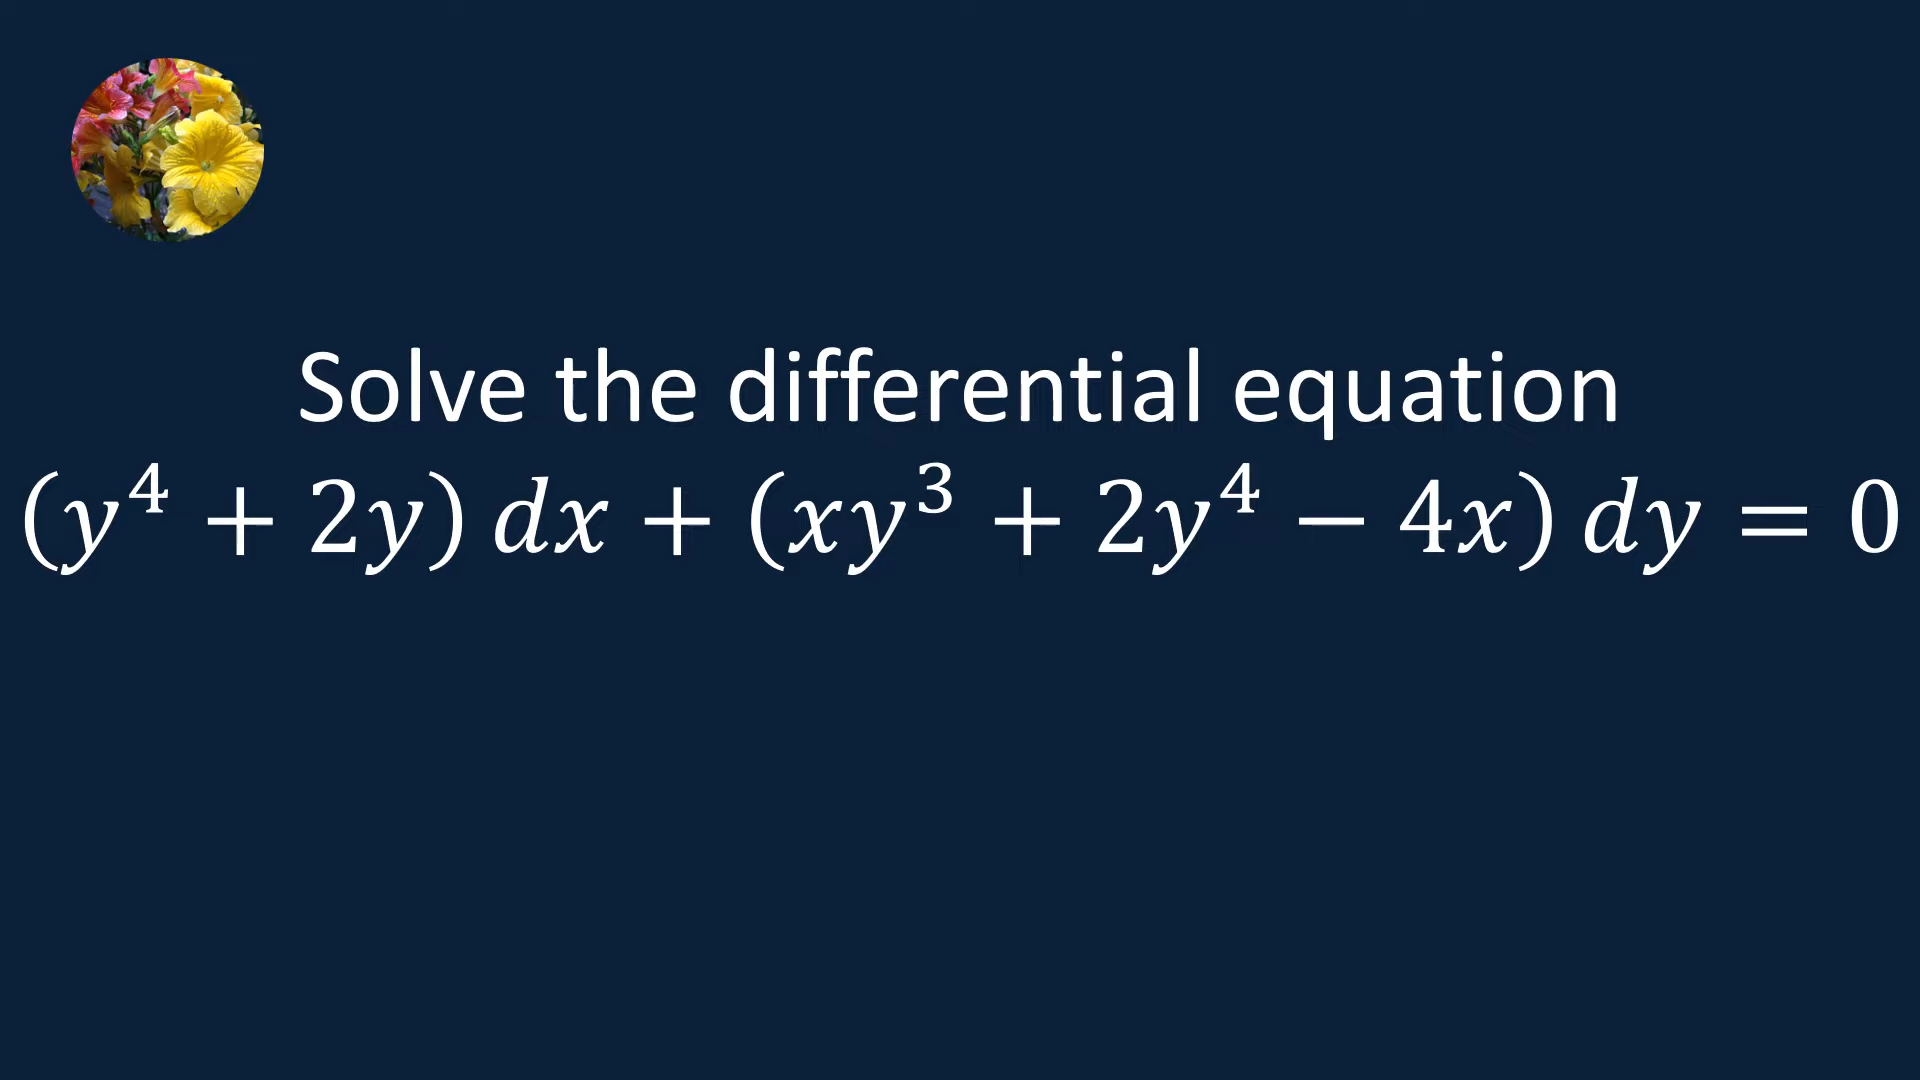 Solve the differential equation
(y⁴ + 2y) dx + (xy³ + 2y⁴ − 4x) dy = 0